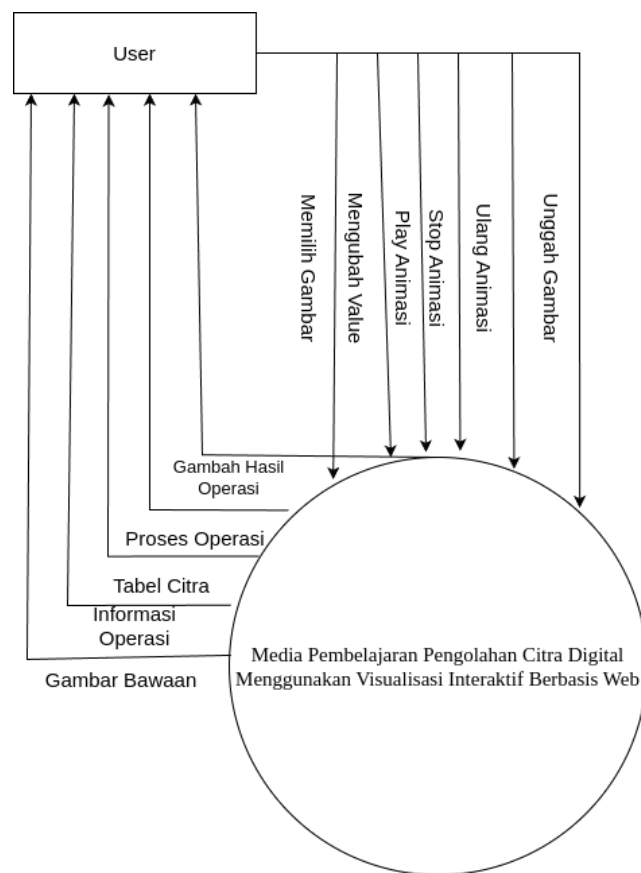 User
Memilih Gambar
Mengubah Value
Play Animasi
Stop Animasi
Ulang Animasi
Unggah Gambar
Gambah Hasil
Operasi
Proses Operasi
Tabel Citra
Informasi
Operasi
Gambar Bawaan
Media Pembelajaran Pengolahan Citra Digital
Menggunakan Visualisasi Interaktif Berbasis Web